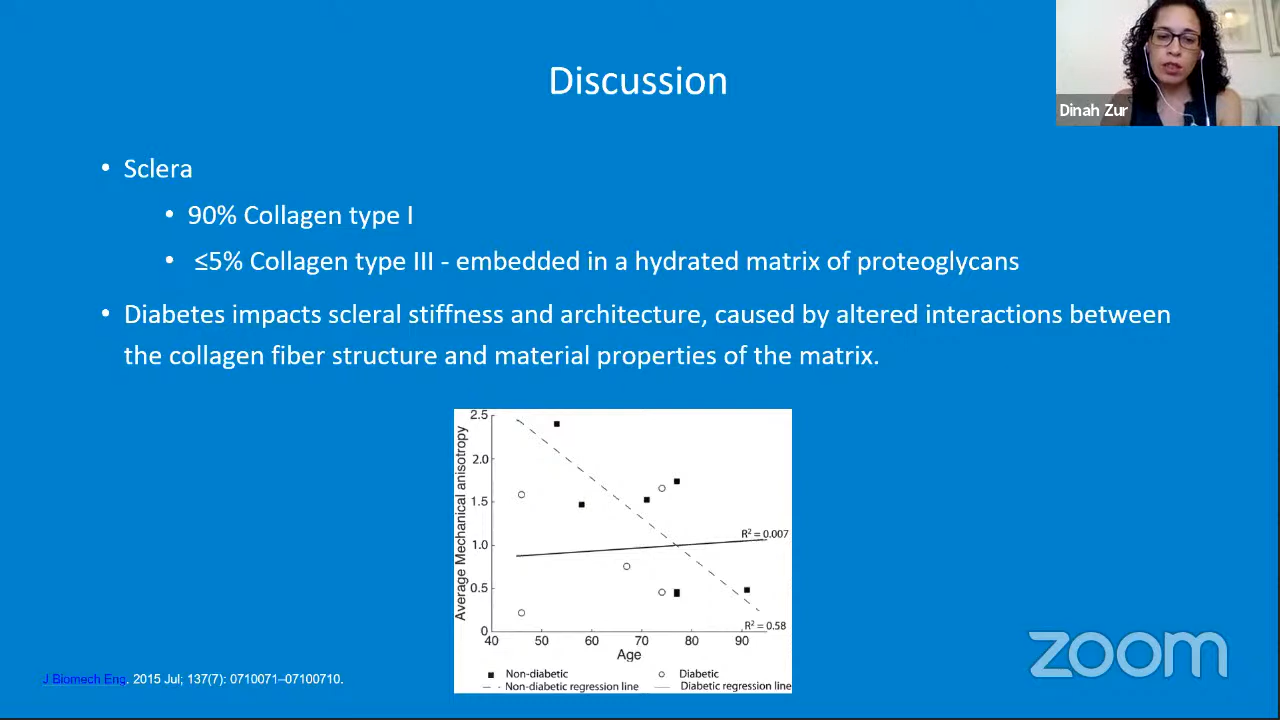 Discussion
Dinah Zur
• Sclera
• 90% Collagen type I
• ≤5% Collagen type III - embedded in a hydrated matrix of proteoglycans
• Diabetes impacts scleral stiffness and architecture, caused by altered interactions between
the collagen fiber structure and material properties of the matrix.
Average Mechanical anisotropy
2.5
2.0
1.5
1.0
0.5
0
R² = 0.007
R² = 0.58
40 50 60 70 80 90
Age
Non-diabetic Diabetic
Non-diabetic regression line Diabetic regression line
J Biomech Eng. 2015 Jul; 137(7): 0710071–07100710.
zoom